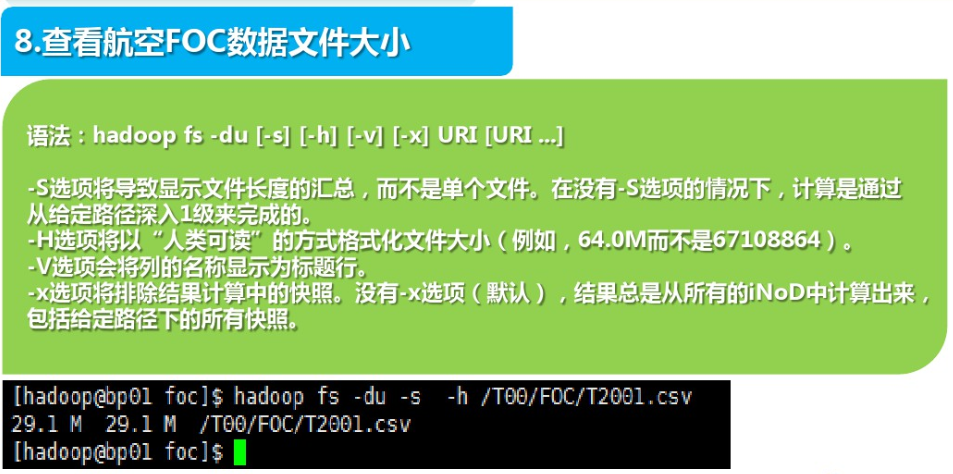 8.查看航空FOC数据文件大小
语法：hadoop fs -du [-s] [-h] [-v] [-x] URI [URI ...]
-S选项将导致显示文件长度的汇总，而不是单个文件。在没有-S选项的情况下，计算是通过
从给定路径深入1级来完成的。
-H选项将以“人类可读”的方式格式化文件大小（例如，64.0M而不是67108864）。
-V选项会将列的名称显示为标题行。
-x选项将排除结果计算中的快照。没有-x选项（默认），结果总是从所有的iNoD中计算出来，
包括给定路径下的所有快照。
[hadoop@bp01 foc]$ hadoop fs -du -s  -h /T00/FOC/T2001.csv
29.1 M  29.1 M  /T00/FOC/T2001.csv
[hadoop@bp01 foc]$